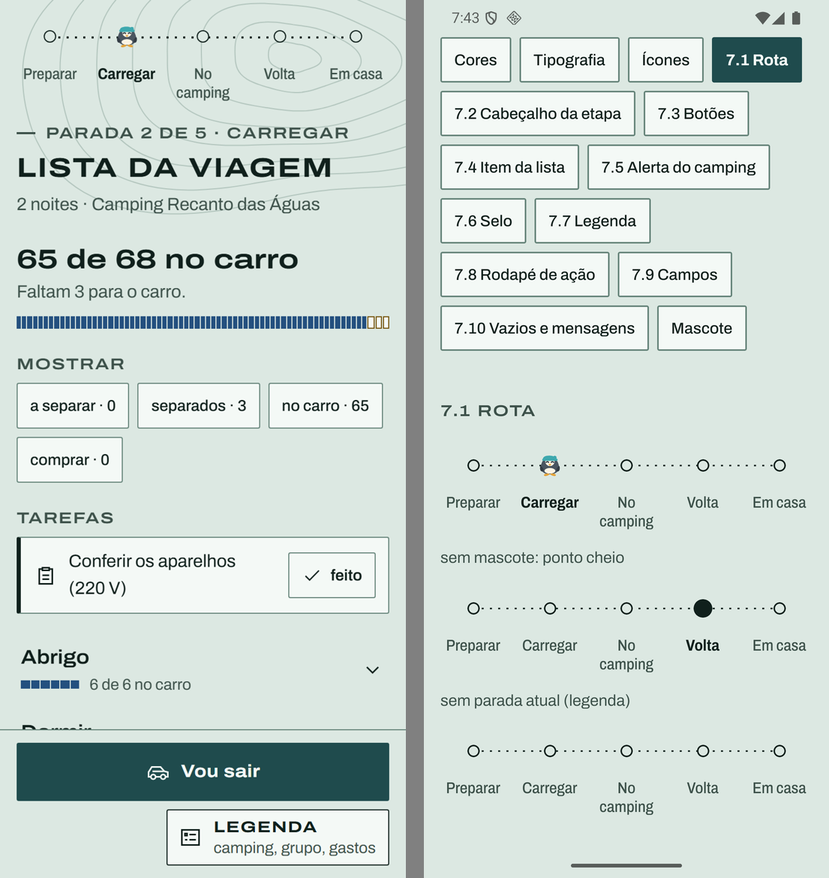 Preparar
Carregar
No
camping
Volta
Em casa
— PARADA 2 DE 5 · CARREGAR
LISTA DA VIAGEM
2 noites · Camping Recanto das Águas
65 de 68 no carro
Faltam 3 para o carro.
MOSTRAR
a separar · 0
separados · 3
no carro · 65
comprar · 0
TAREFAS
Conferir os aparelhos
(220 V)
feito
Abrigo
6 de 6 no carro
Dormir
Vou sair
LEGENDA
camping, grupo, gastos
7:43
Cores
Tipografia
Ícones
7.1 Rota
7.2 Cabeçalho da etapa
7.3 Botões
7.4 Item da lista
7.5 Alerta do camping
7.6 Selo
7.7 Legenda
7.8 Rodapé de ação
7.9 Campos
7.10 Vazios e mensagens
Mascote
7.1 ROTA
Preparar
Carregar
No
camping
Volta
Em casa
sem mascote: ponto cheio
Preparar
Carregar
No
camping
Volta
Em casa
sem parada atual (legenda)
Preparar
Carregar
No
camping
Volta
Em casa